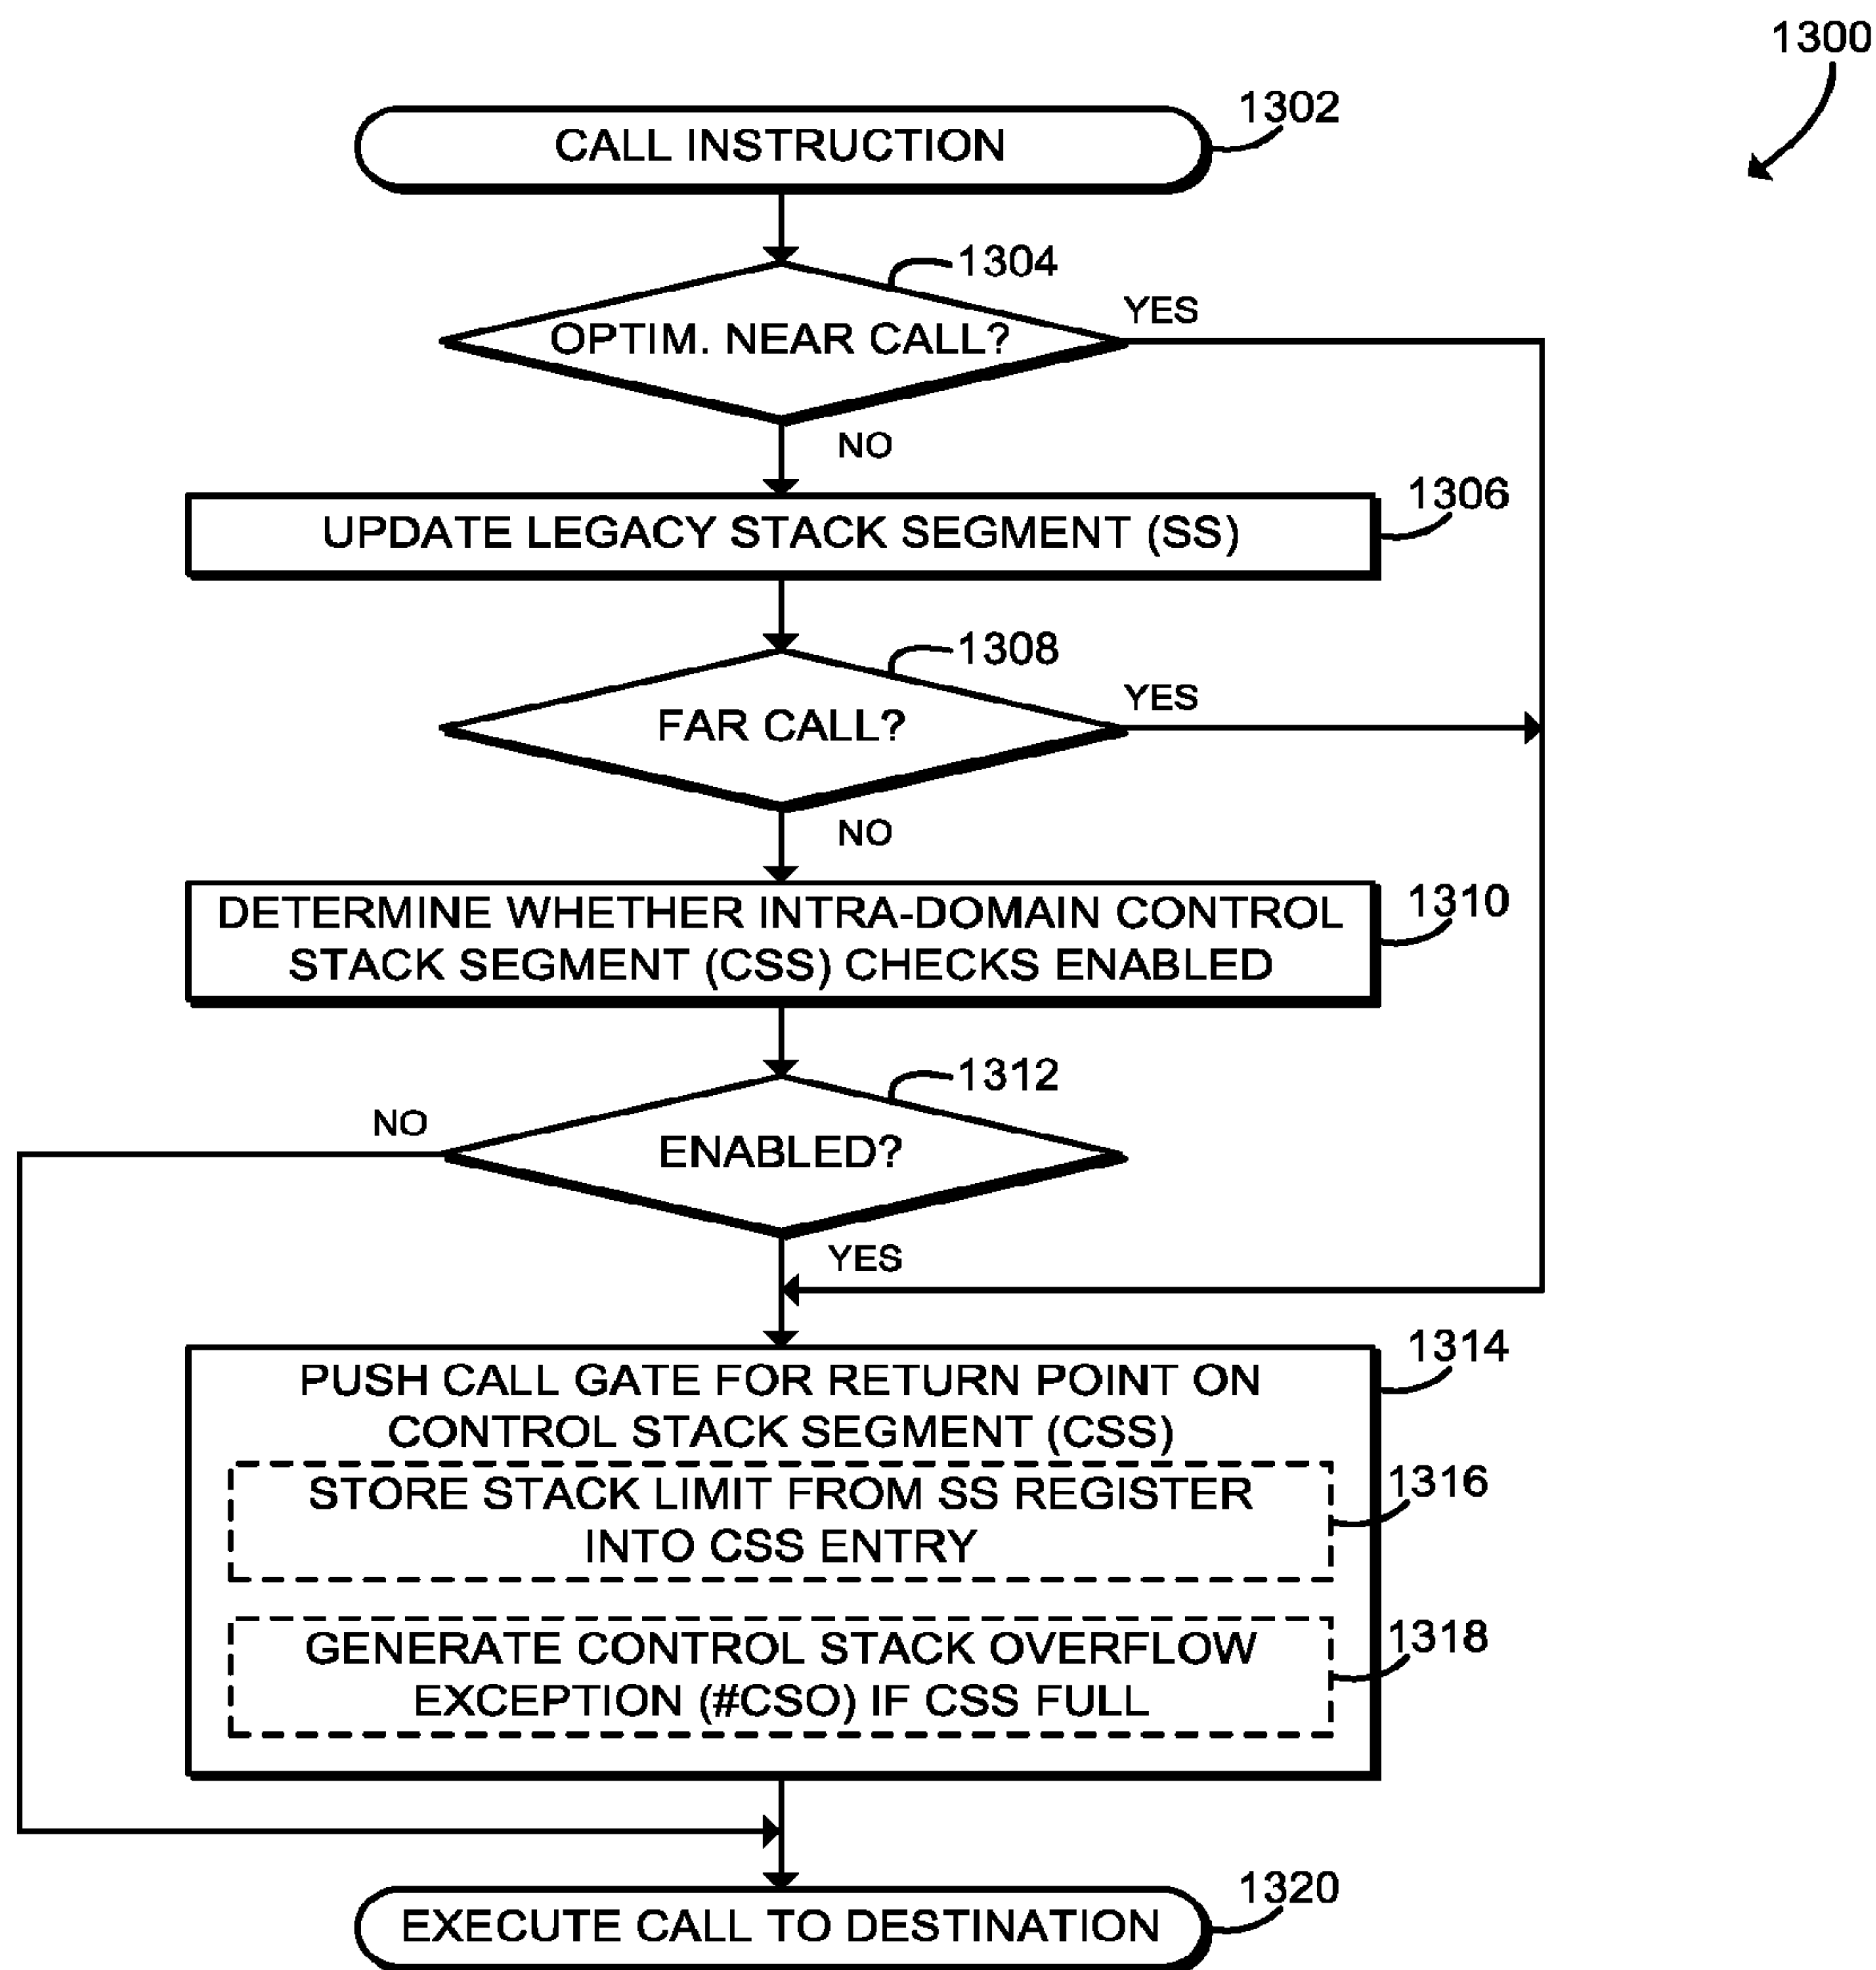 1300
CALL INSTRUCTION
1302
1304
OPTIM. NEAR CALL?
YES
NO
UPDATE LEGACY STACK SEGMENT (SS)
1306
1308
FAR CALL?
YES
NO
DETERMINE WHETHER INTRA-DOMAIN CONTROL
STACK SEGMENT (CSS) CHECKS ENABLED
1310
1312
NO
ENABLED?
YES
PUSH CALL GATE FOR RETURN POINT ON
CONTROL STACK SEGMENT (CSS)
1314
STORE STACK LIMIT FROM SS REGISTER
INTO CSS ENTRY
1316
GENERATE CONTROL STACK OVERFLOW
EXCEPTION (#CSO) IF CSS FULL
1318
EXECUTE CALL TO DESTINATION
1320